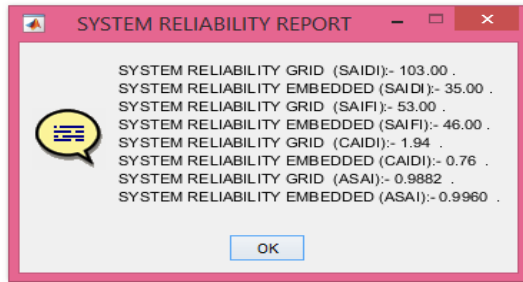 SYSTEM RELIABILITY REPORT
SYSTEM RELIABILITY GRID (SAIDI):- 103.00 .
SYSTEM RELIABILITY EMBEDDED (SAIDI):- 35.00 .
SYSTEM RELIABILITY GRID (SAIFI):- 53.00 .
SYSTEM RELIABILITY EMBEDDED (SAIFI):- 46.00 .
SYSTEM RELIABILITY GRID (CAIDI):- 1.94 .
SYSTEM RELIABILITY EMBEDDED (CAIDI):- 0.76 .
SYSTEM RELIABILITY GRID (ASAI):- 0.9882 .
SYSTEM RELIABILITY EMBEDDED (ASAI):- 0.9960 .
OK